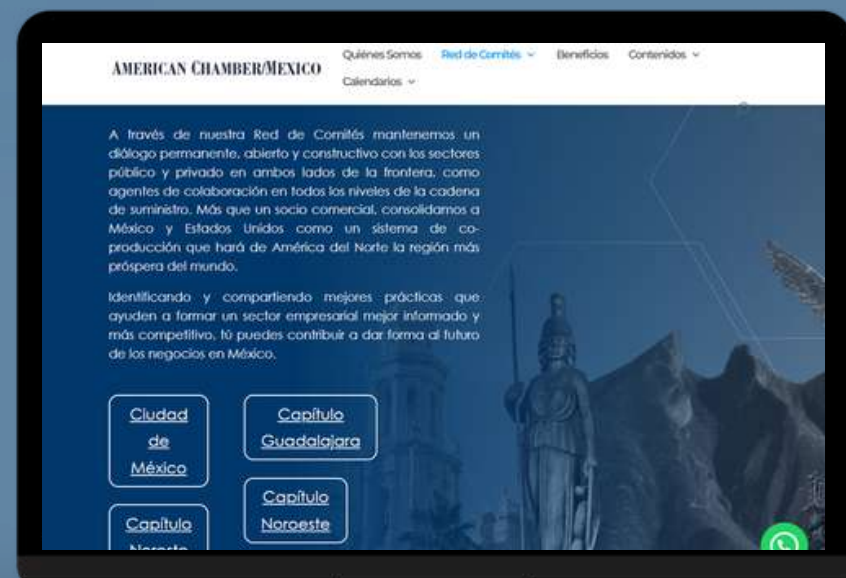 AMERICAN CHAMBER/MEXICO
Quiénes Somos Red de Comités Beneficios Contenidos
Calendarios
A través de nuestra Red de Comités mantenemos un
diálogo permanente, abierto y constructivo con los sectores
público y privado en ambos lados de la frontera, como
agentes de colaboración en todos los niveles de la cadena
de suministro. Más que un socio comercial, consolidamos a
México y Estados Unidos como un sistema de co-
producción que hará de América del Norte la región más
próspera del mundo.
Identificando y compartiendo mejores prácticas que
ayuden a formar un sector empresarial mejor informado y
más competitivo, tú puedes contribuir a dar forma al futuro
de los negocios en México.
Ciudad
de
México
Capítulo
Guadalajara
Capítulo
Noreste
Capítulo
Noroeste